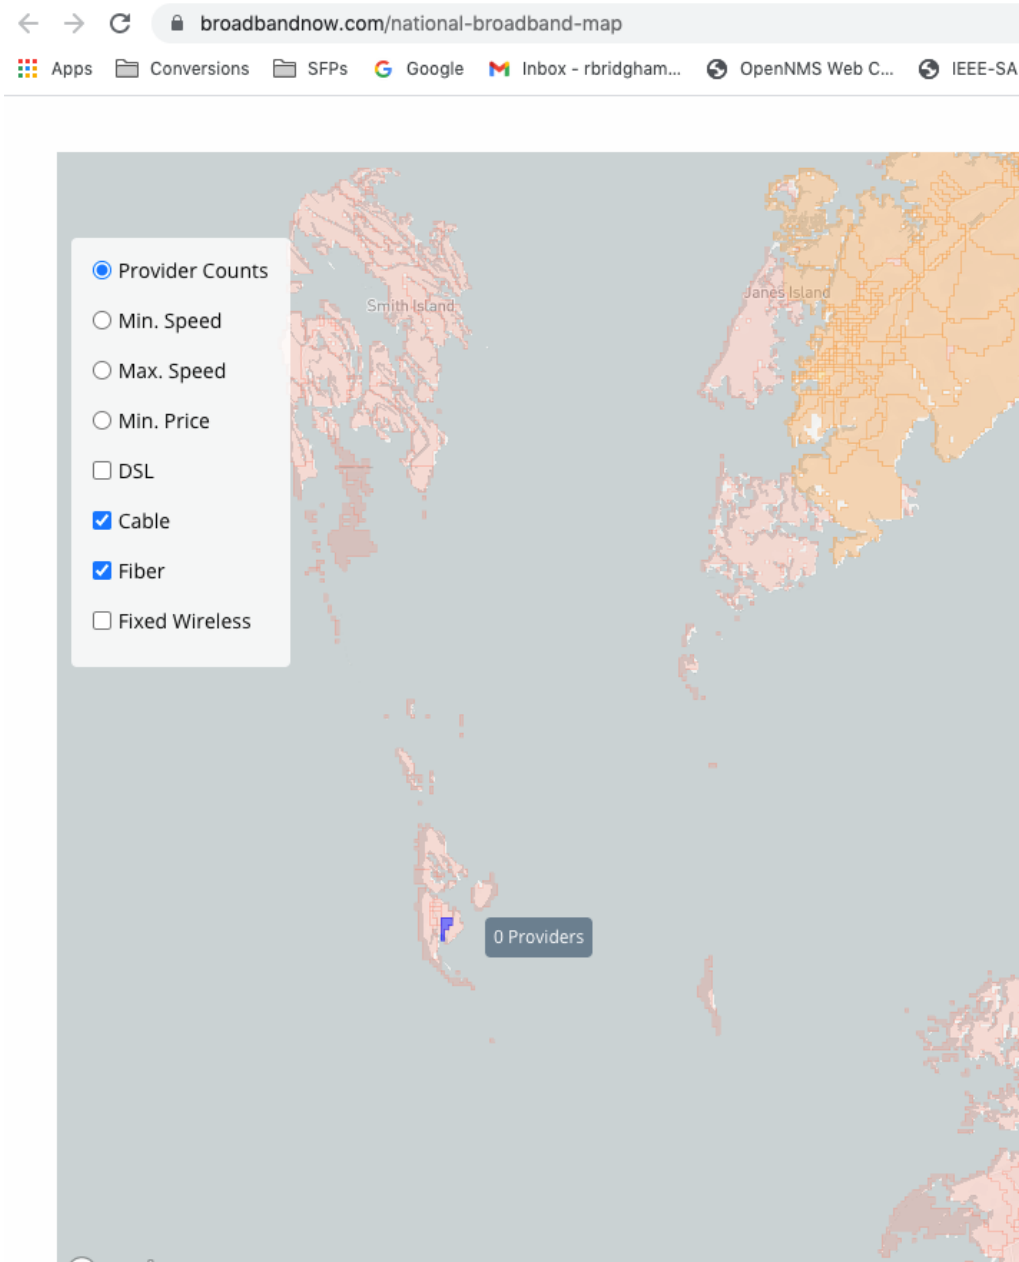 broadbandnow.com/national-broadband-map
Apps Conversions SFPs Google Inbox - rbridgham... OpenNMS Web C... IEEE-SA
Provider Counts
Min. Speed
Max. Speed
Min. Price
DSL
Cable
Fiber
Fixed Wireless
Smith Island
Janes Island
0 Providers